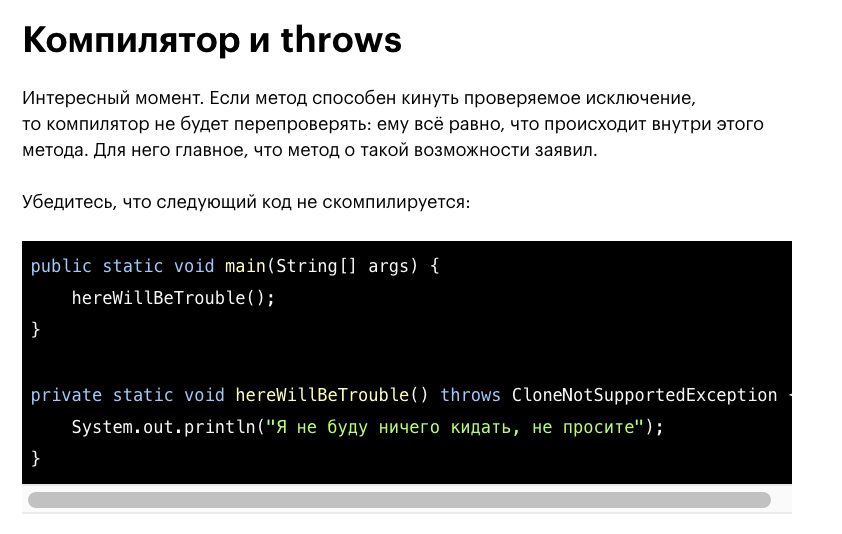 Компилятор и throws
Интересный момент. Если метод способен кинуть проверяемое исключение,
то компилятор не будет перепроверять: ему всё равно, что происходит внутри этого
метода. Для него главное, что метод о такой возможности заявил.
Убедитесь, что следующий код не скомпилируется:
public static void main(String[] args) {
    hereWillBeTrouble();
}
private static void hereWillBeTrouble() throws CloneNotSupportedException {
    System.out.println("Я не буду ничего кидать, не просите");
}